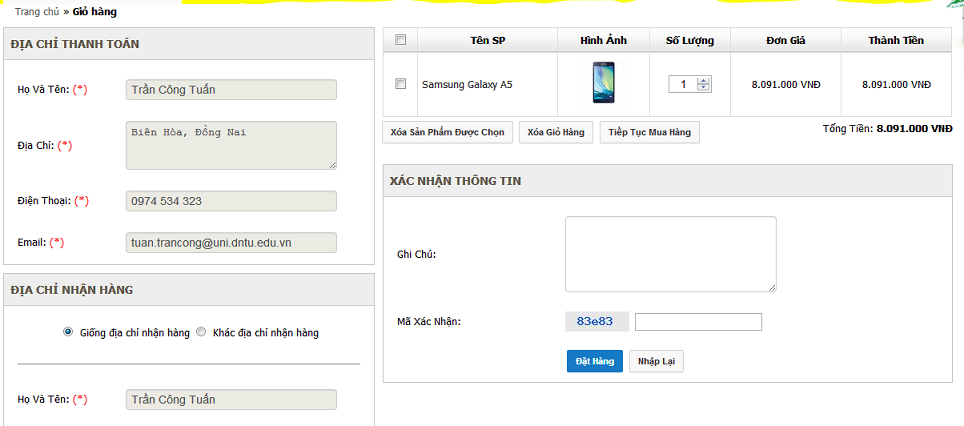 Trang chủ » Giỏ hàng
ĐỊA CHỈ THANH TOÁN
Họ Và Tên: (*) Trần Công Tuấn
Địa Chỉ: (*) Biên Hòa, Đồng Nai
Điện Thoại: (*) 0974 534 323
Email: (*) tuan.trancong@uni.dntu.edu.vn
ĐỊA CHỈ NHẬN HÀNG
Giống địa chỉ nhận hàng Khác địa chỉ nhận hàng
Họ Và Tên: (*) Trần Công Tuấn
Tên SP Hình Ảnh Số Lượng Đơn Giá Thành Tiền
Samsung Galaxy A5 1 8.091.000 VNĐ 8.091.000 VNĐ
Xóa Sản Phẩm Được Chọn Xóa Giỏ Hàng Tiếp Tục Mua Hàng Tổng Tiền: 8.091.000 VNĐ
XÁC NHẬN THÔNG TIN
Ghi Chú:
Mã Xác Nhận: 83e83
Đặt Hàng Nhập Lại